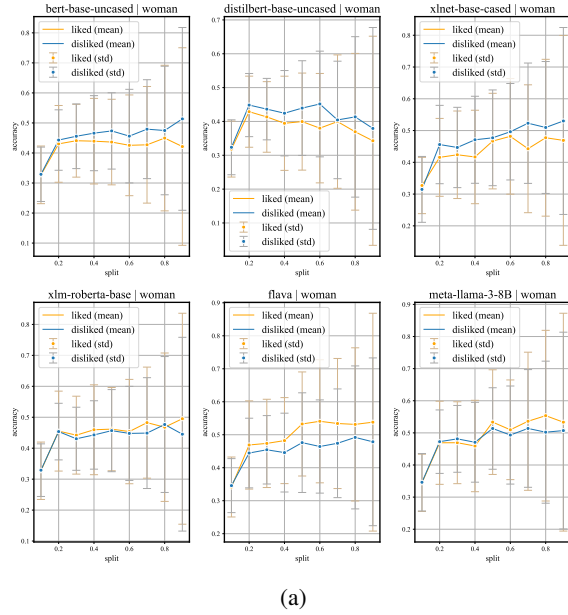 bert-base-uncased | woman
accuracy
0.8
0.7
0.6
0.5
0.4
0.3
0.2
0.1
liked (mean)
disliked (mean)
liked (std)
disliked (std)
0.2 0.4 0.6 0.8
split
distilbert-base-uncased | woman
accuracy
0.7
0.6
0.5
0.4
0.3
0.2
0.1
liked (mean)
disliked (mean)
liked (std)
disliked (std)
0.2 0.4 0.6 0.8
split
xlnet-base-cased | woman
accuracy
0.8
0.7
0.6
0.5
0.4
0.3
0.2
0.1
liked (mean)
disliked (mean)
liked (std)
disliked (std)
0.2 0.4 0.6 0.8
split
xlm-roberta-base | woman
accuracy
0.8
0.7
0.6
0.5
0.4
0.3
0.2
0.1
liked (mean)
disliked (mean)
liked (std)
disliked (std)
0.2 0.4 0.6 0.8
split
flava | woman
accuracy
0.9
0.8
0.7
0.6
0.5
0.4
0.3
0.2
liked (mean)
disliked (mean)
liked (std)
disliked (std)
0.2 0.4 0.6 0.8
split
meta-llama-3-8B | woman
accuracy
0.9
0.8
0.7
0.6
0.5
0.4
0.3
0.2
liked (mean)
disliked (mean)
liked (std)
disliked (std)
0.2 0.4 0.6 0.8
split
(a)